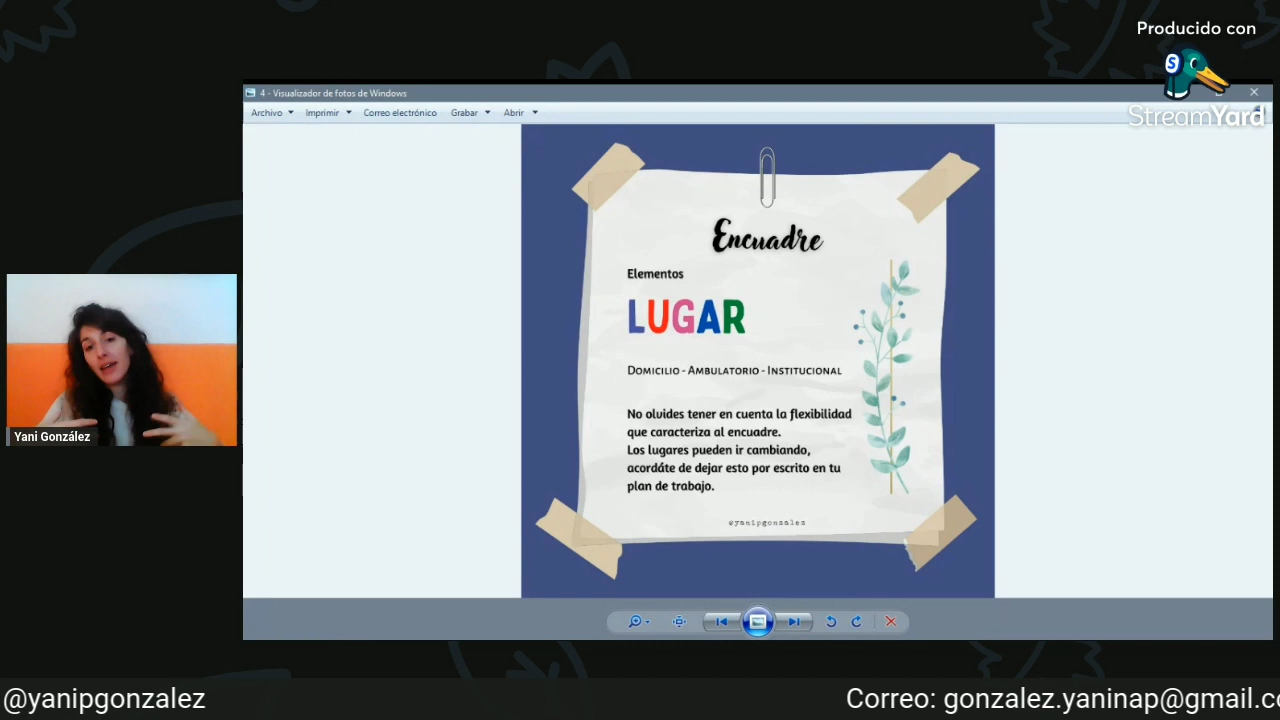 Producido con
StreamYard
4 - Visualizador de fotos de Windows
Archivo Imprimir Correo electrónico Grabar Abrir
Encuadre
Elementos
LUGAR
Domicilio - Ambulatorio - Institucional
No olvides tener en cuenta la flexibilidad
que caracteriza al encuadre.
Los lugares pueden ir cambiando,
acordáte de dejar esto por escrito en tu
plan de trabajo.
@yanipgonzalez
Yani González
@yanipgonzalez
Correo: gonzalez.yaninap@gmail.co